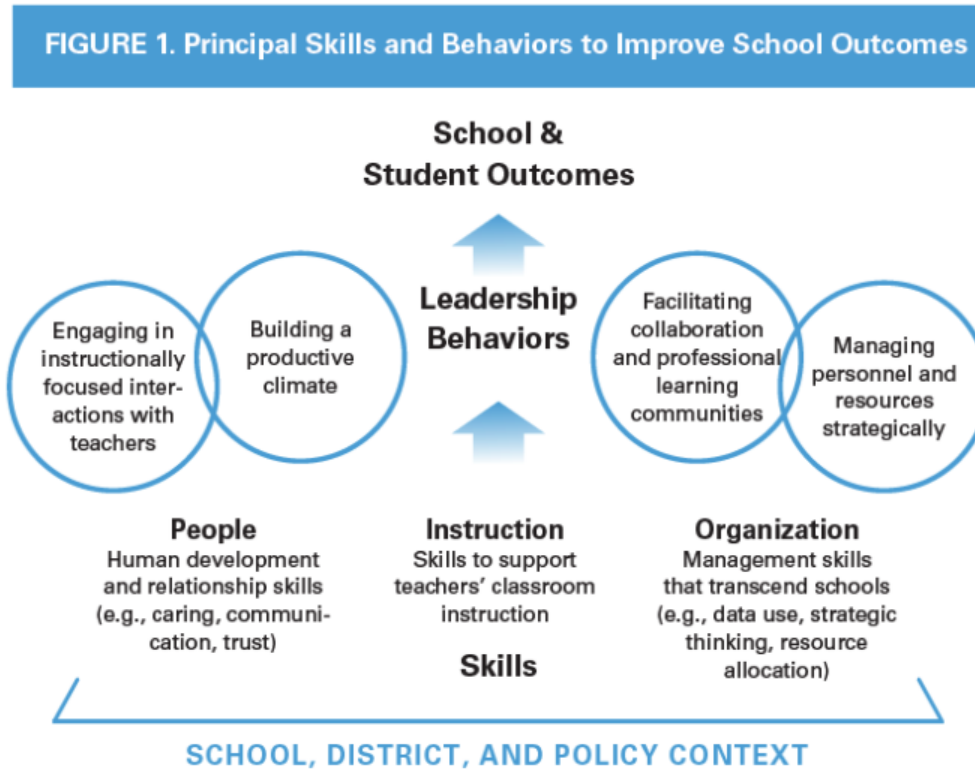 FIGURE 1. Principal Skills and Behaviors to Improve School Outcomes
School &
Student Outcomes
Leadership
Behaviors
Engaging in
instructionally
focused inter-
actions with
teachers
Building a
productive
climate
Facilitating
collaboration
and professional
learning
communities
Managing
personnel and
resources
strategically
People
Human development
and relationship skills
(e.g., caring, communi-
cation, trust)
Instruction
Skills to support
teachers’ classroom
instruction
Organization
Management skills
that transcend schools
(e.g., data use, strategic
thinking, resource
allocation)
Skills
SCHOOL, DISTRICT, AND POLICY CONTEXT